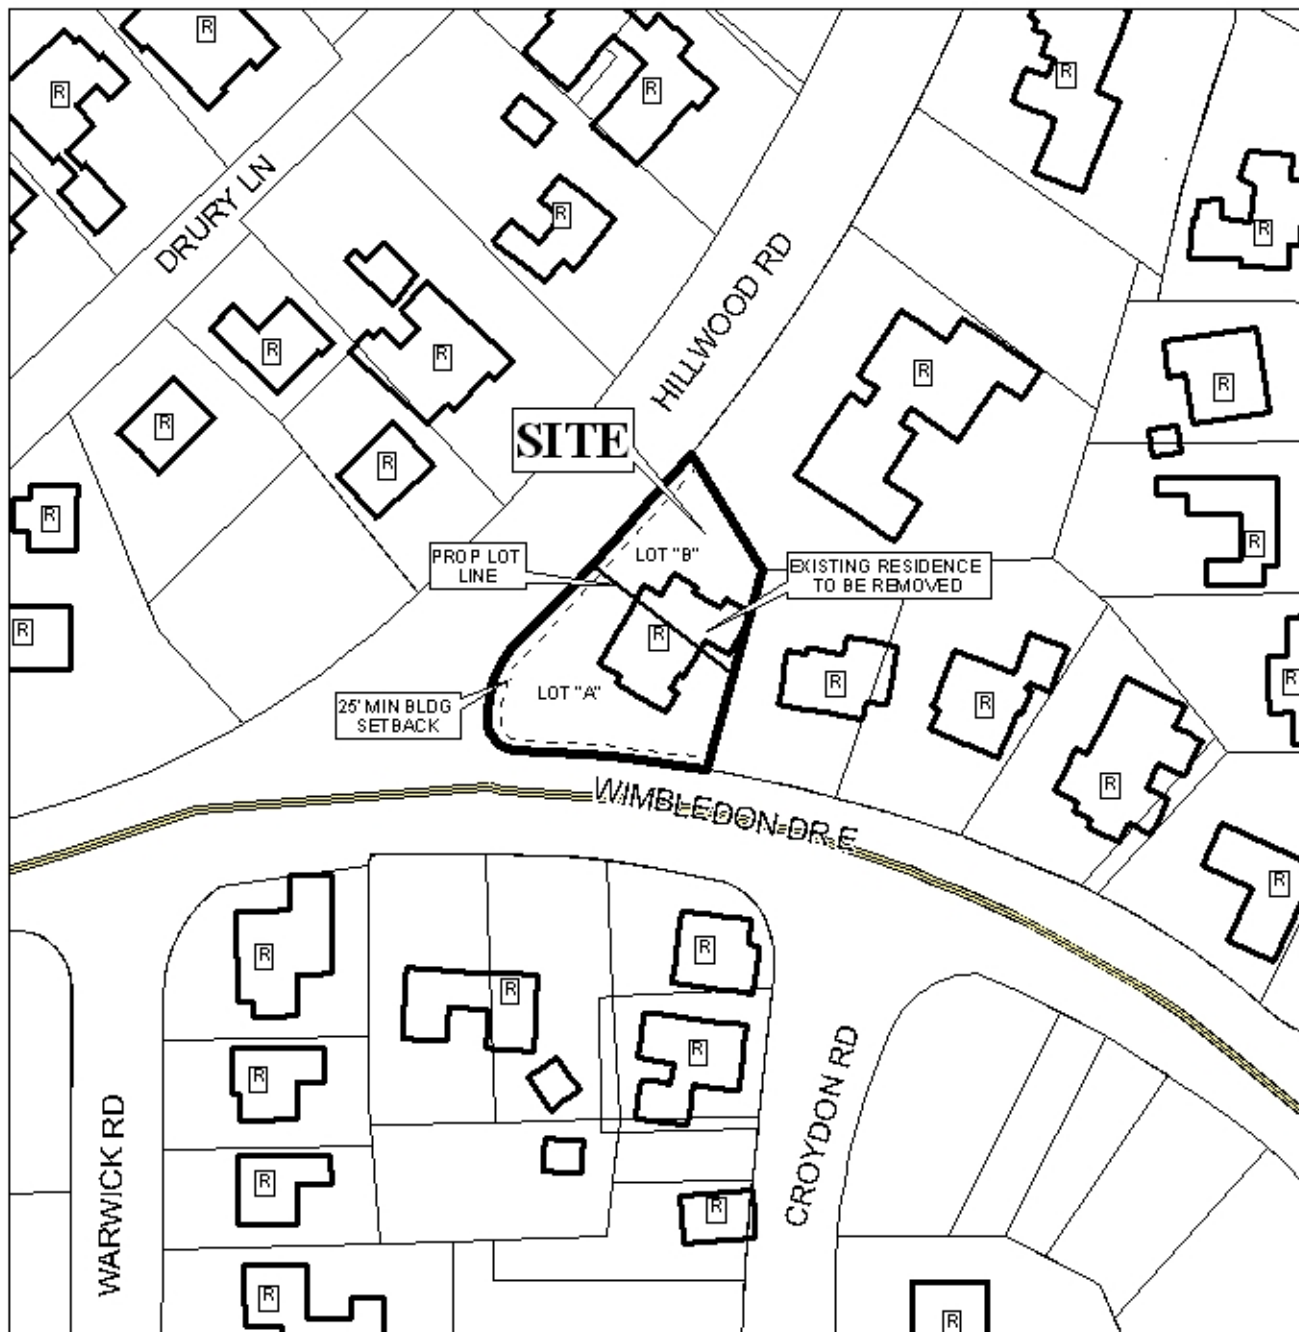 R
R
R
R
R
R
DRURY LN
R
R
HILLWOOD RD
R
R
R
R
R
SITE
R
R
R
LOT "B"
PROP LOT
LINE
EXISTING RESIDENCE
TO BE REMOVED
R
R
R
R
R
LOT "A"
25' MIN BLDG
SETBACK
R
R
WIMBLEDON DR E
R
R
R
R
R
R
CROYDON RD
WARWICK RD
R
R
R
R